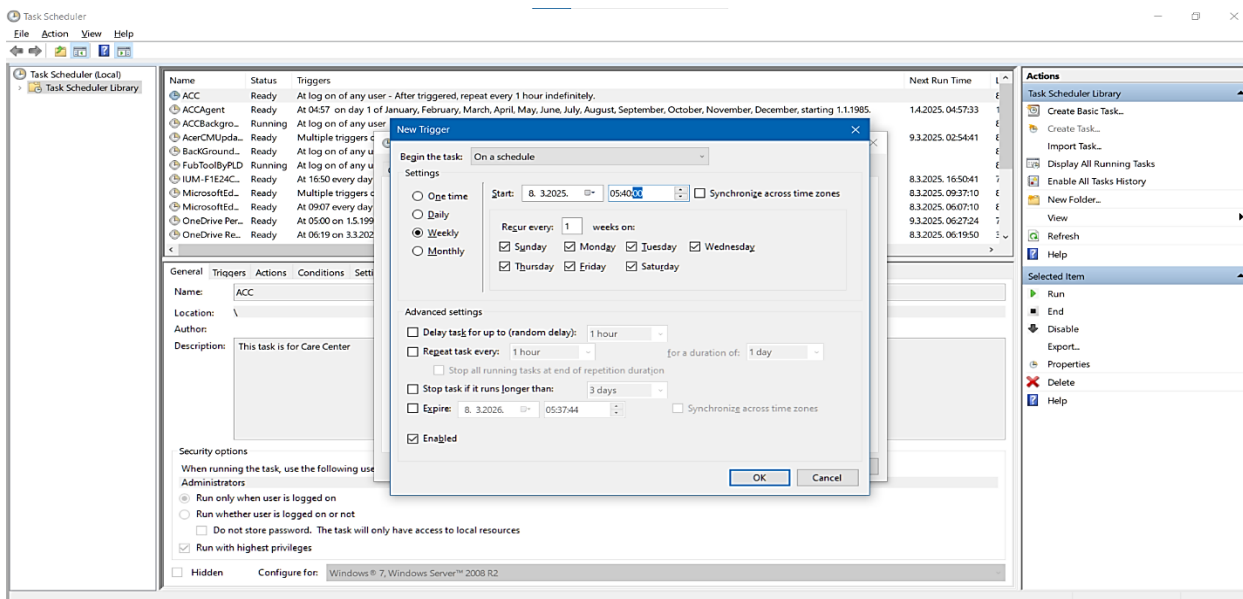 Task Scheduler
File Action View Help
Task Scheduler (Local)
Task Scheduler Library
Name Status Triggers Next Run Time
ACC Ready At log on of any user - After triggered, repeat every 1 hour indefinitely.
ACCAgent Ready At 04:57 on day 1 of January, February, March, April, May, June, July, August, September, October, November, December, starting 1.1.1985. 1.4.2025. 04:57:33
ACCBackgro... Running At log on of any user
AcerCMUpda... Ready Multiple triggers 9.3.2025. 02:54:41
BacKGround... Ready At log on of any u
FubToolByPLD Running At log on of any u
IUM-F1E24C... Ready At 16:50 every day 8.3.2025. 16:50:41
MicrosoftEd... Ready Multiple triggers 8.3.2025. 09:37:10
MicrosoftEd... Ready At 09:07 every day 8.3.2025. 06:07:10
OneDrive Per... Ready At 05:00 on 1.5.199 9.3.2025. 06:27:24
OneDrive Re... Ready At 06:19 on 3.3.202 8.3.2025. 06:19:50
General Triggers Actions Conditions Setti
Name: ACC
Location: \
Author:
Description: This task is for Care Center
Security options
When running the task, use the following use
Administrators
Run only when user is logged on
Run whether user is logged on or not
Do not store password. The task will only have access to local resources
Run with highest privileges
Hidden Configure for: Windows® 7, Windows Server™ 2008 R2
New Trigger
Begin the task: On a schedule
Settings
One time
Daily
Weekly
Monthly
Start: 8. 3.2025. 05:40:00 Synchronize across time zones
Recur every: 1 weeks on:
Sunday Monday Tuesday Wednesday
Thursday Friday Saturday
Advanced settings
Delay task for up to (random delay): 1 hour
Repeat task every: 1 hour for a duration of: 1 day
Stop all running tasks at end of repetition duration
Stop task if it runs longer than: 3 days
Expire: 8. 3.2026. 05:37:44 Synchronize across time zones
Enabled
OK Cancel
Actions
Task Scheduler Library
Create Basic Task...
Create Task...
Import Task...
Display All Running Tasks
Enable All Tasks History
New Folder...
View
Refresh
Help
Selected Item
Run
End
Disable
Export...
Properties
Delete
Help